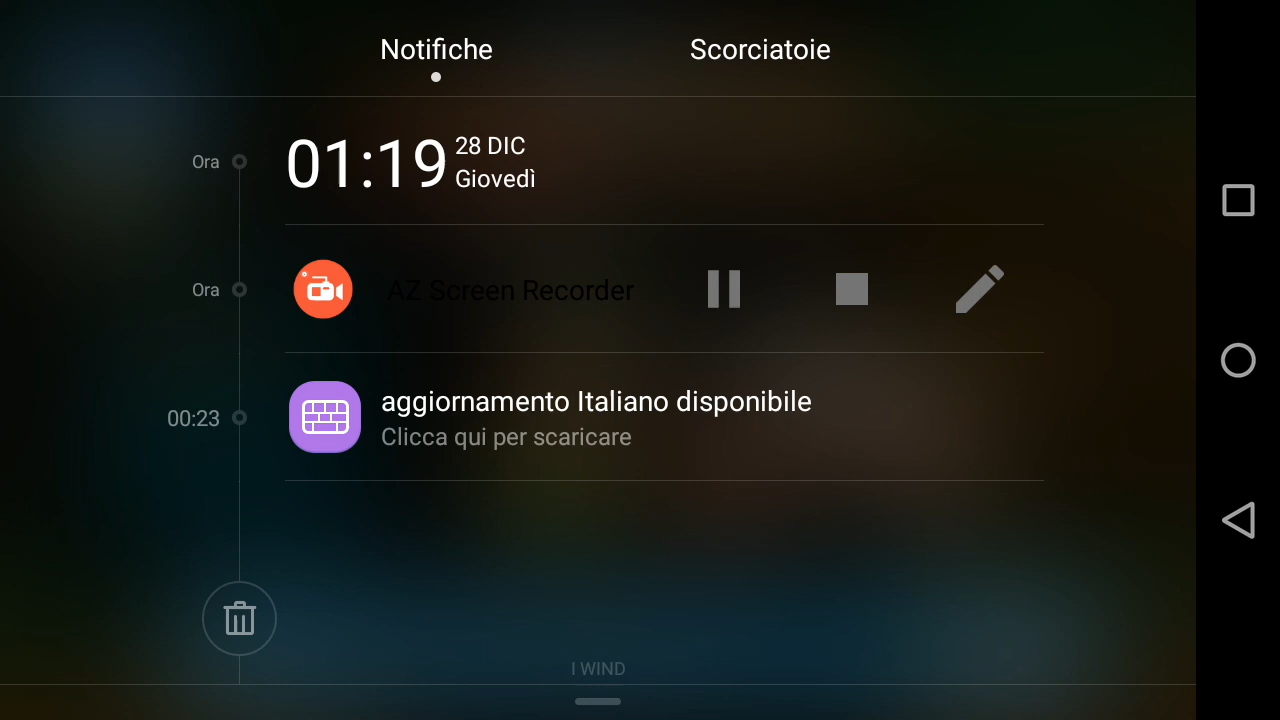 Notifiche
Scorciatoie
Ora
01:19
28 DIC
Giovedì
Ora
AZ Screen Recorder
00:23
aggiornamento Italiano disponibile
Clicca qui per scaricare
I WIND